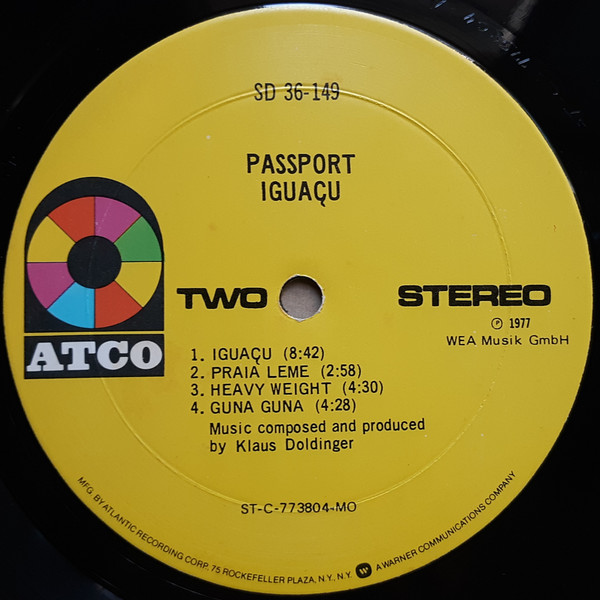 SD 36-149
PASSPORT
IGUAÇU
TWO
STEREO
℗ 1977
WEA Musik GmbH
ATCO
1. IGUAÇU (8:42)
2. PRAIA LEME (2:58)
3. HEAVY WEIGHT (4:30)
4. GUNA GUNA (4:28)
Music composed and produced
by Klaus Doldinger
ST-C-773804-MO
MFG. BY ATLANTIC RECORDING CORP. 75 ROCKEFELLER PLAZA, N.Y., N.Y. W A WARNER COMMUNICATIONS COMPANY